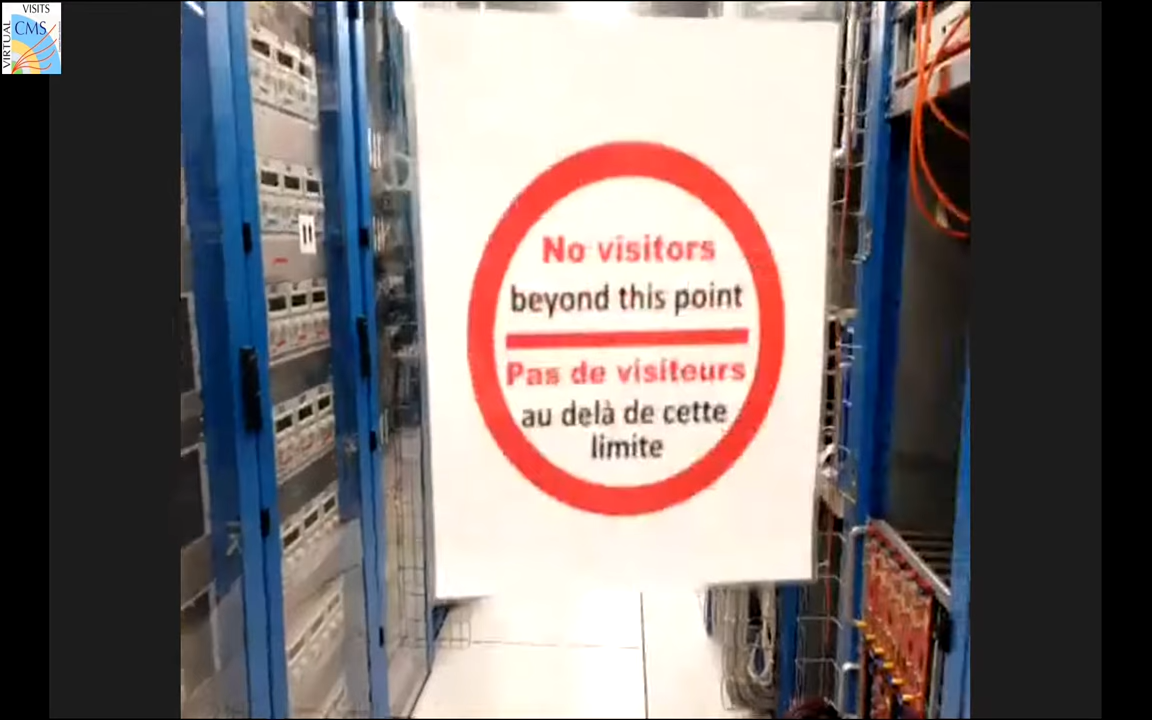 VISITS
VIRTUAL
CMS
No visitors
beyond this point
Pas de visiteurs
au delà de cette
limite